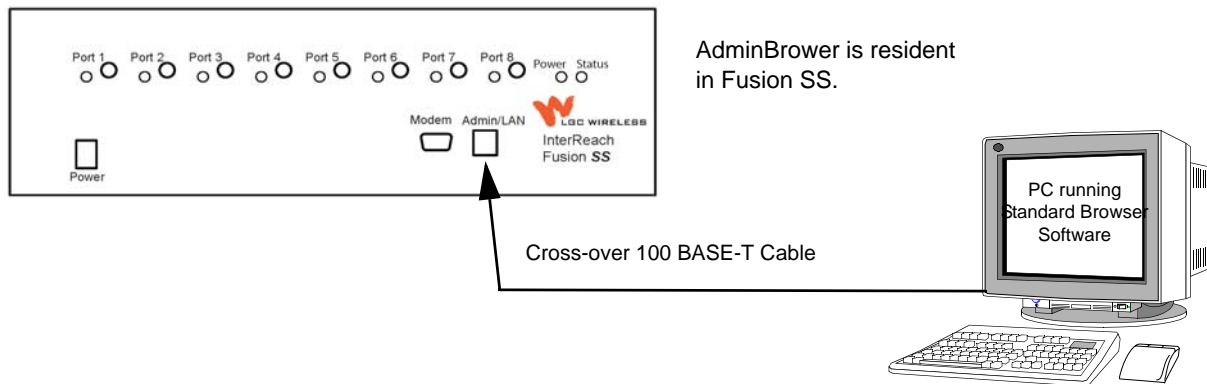 Port 1 Port 2 Port 3 Port 4 Port 5 Port 6 Port 7 Port 8 Power Status
Modem Admin/LAN
LGC WIRELESS
InterReach
Fusion SS
Power
AdminBrower is resident
in Fusion SS.
Cross-over 100 BASE-T Cable
PC running
Standard Browser
Software